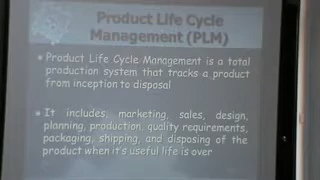 Product Life Cycle
Management (PLM)
Product Life Cycle Management is a total
production system that tracks a product
from inception to disposal
It includes, marketing, sales, design,
planning, production, quality requirements,
packaging, shipping, and disposing of the
product when it's useful life is over